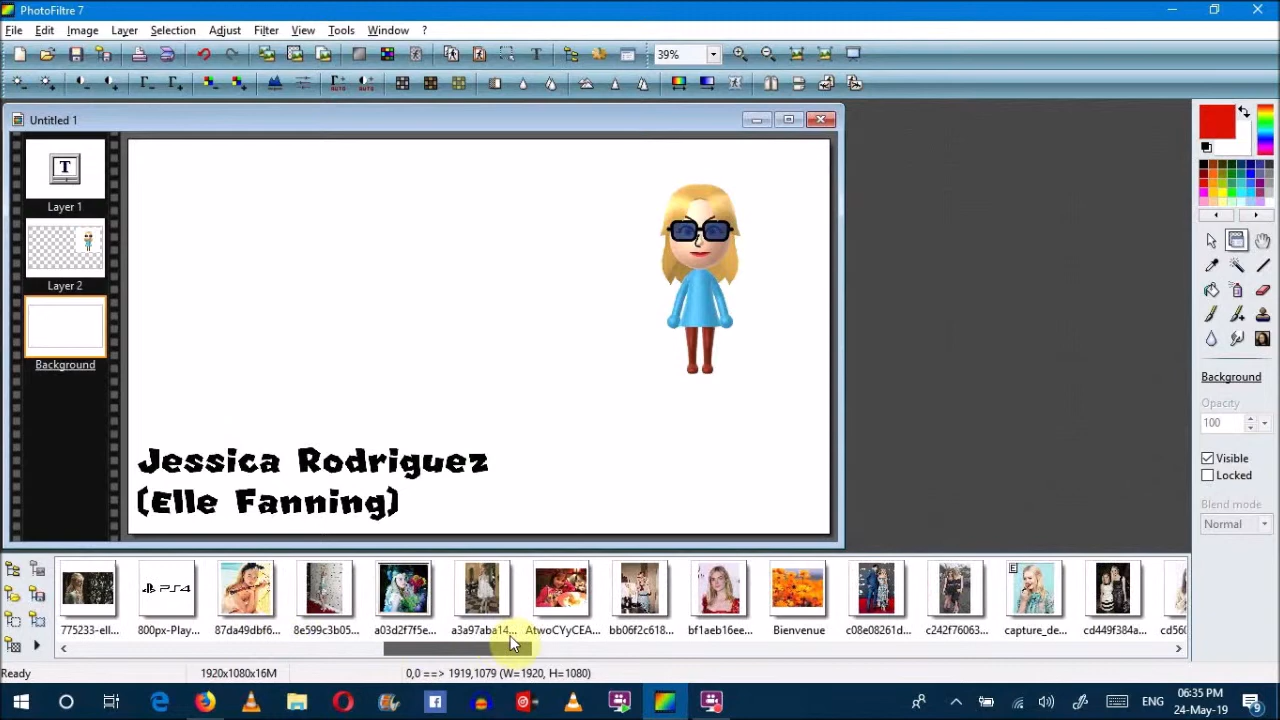 PhotoFiltre 7
File Edit Image Layer Selection Adjust Filter View Tools Window ?
39%
Untitled 1
T
Layer 1
Layer 2
Background
Jessica Rodriguez
(Elle Fanning)
Background
Opacity
100
Visible
Locked
Blend mode
Normal
775233-ell... 800px-Play... 87da49dbf6... 8e599c3b05... a03d2f7f5e... a3a97aba14... AtwoCYyCEA... bb06f2c618... bf1aeb16ee... Bienvenue c08e08261d... c242f76063... capture_de... cd449f384a...
Ready 1920x1080x16M 0,0 ==> 1919,1079 (W=1920, H=1080)
ENG 06:35 PM
24-May-19